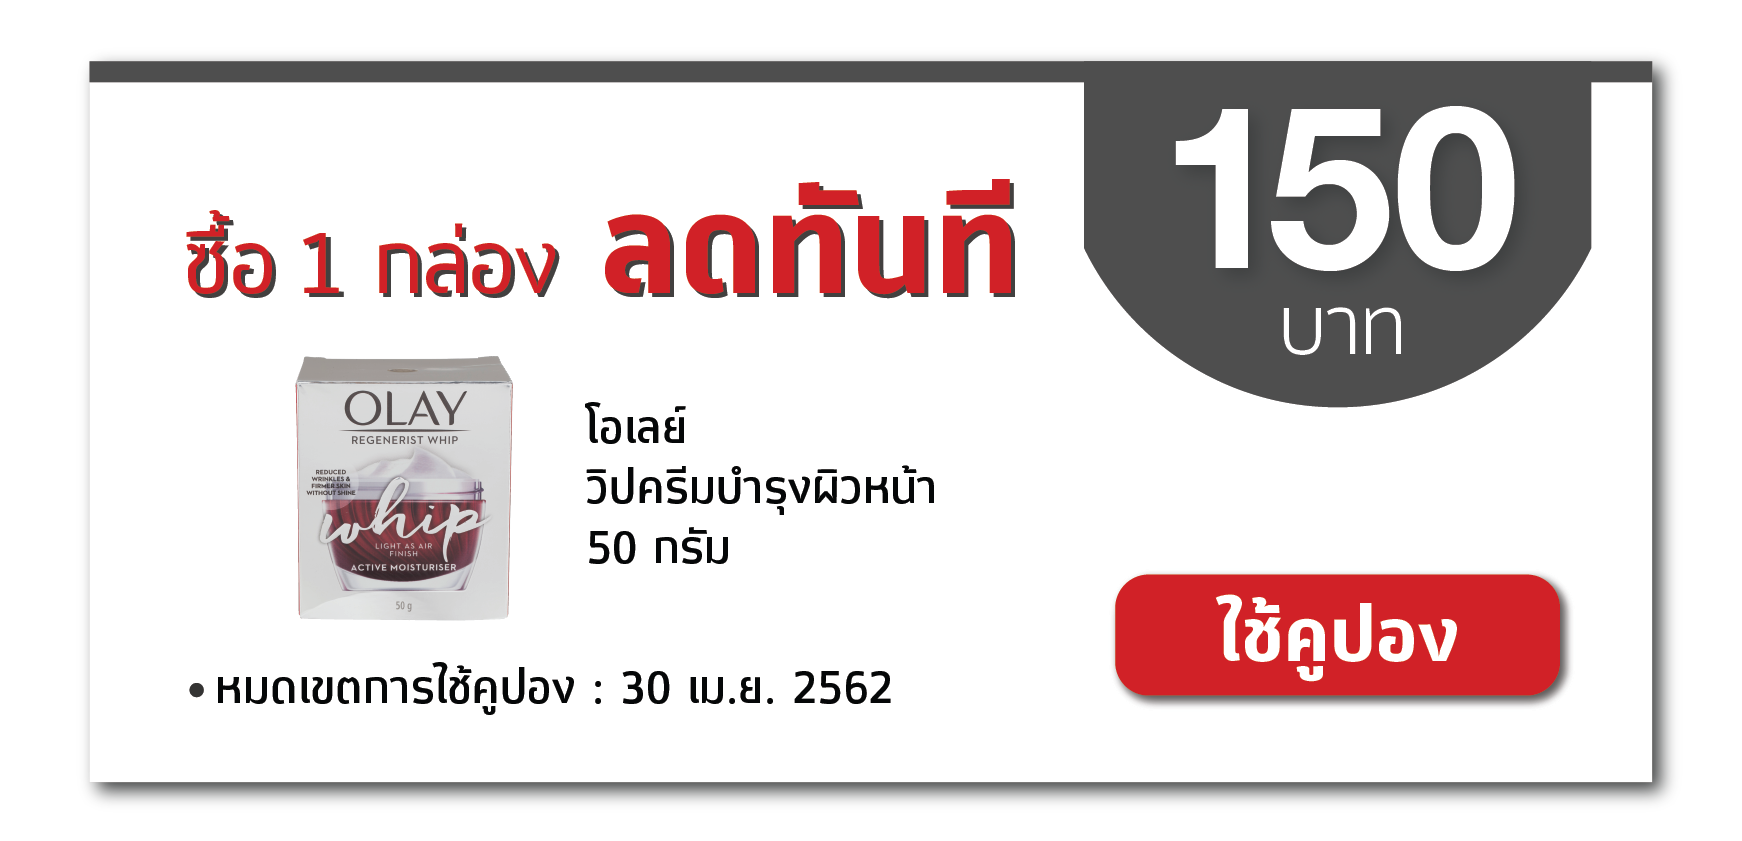 ซื้อ 1 กล่อง ลดทันที
150
บาท
OLAY
REGENERIST WHIP
REDUCED
WRINKLES &
FIRMER SKIN
WITHOUT SHINE
whip
LIGHT AS AIR
FINISH
ACTIVE MOISTURISER
50 g
โอเลย์
วิปครีมบำรุงผิวหน้า
50 กรัม
ใช้คูปอง
• หมดเขตการใช้คูปอง : 30 เม.ย. 2562